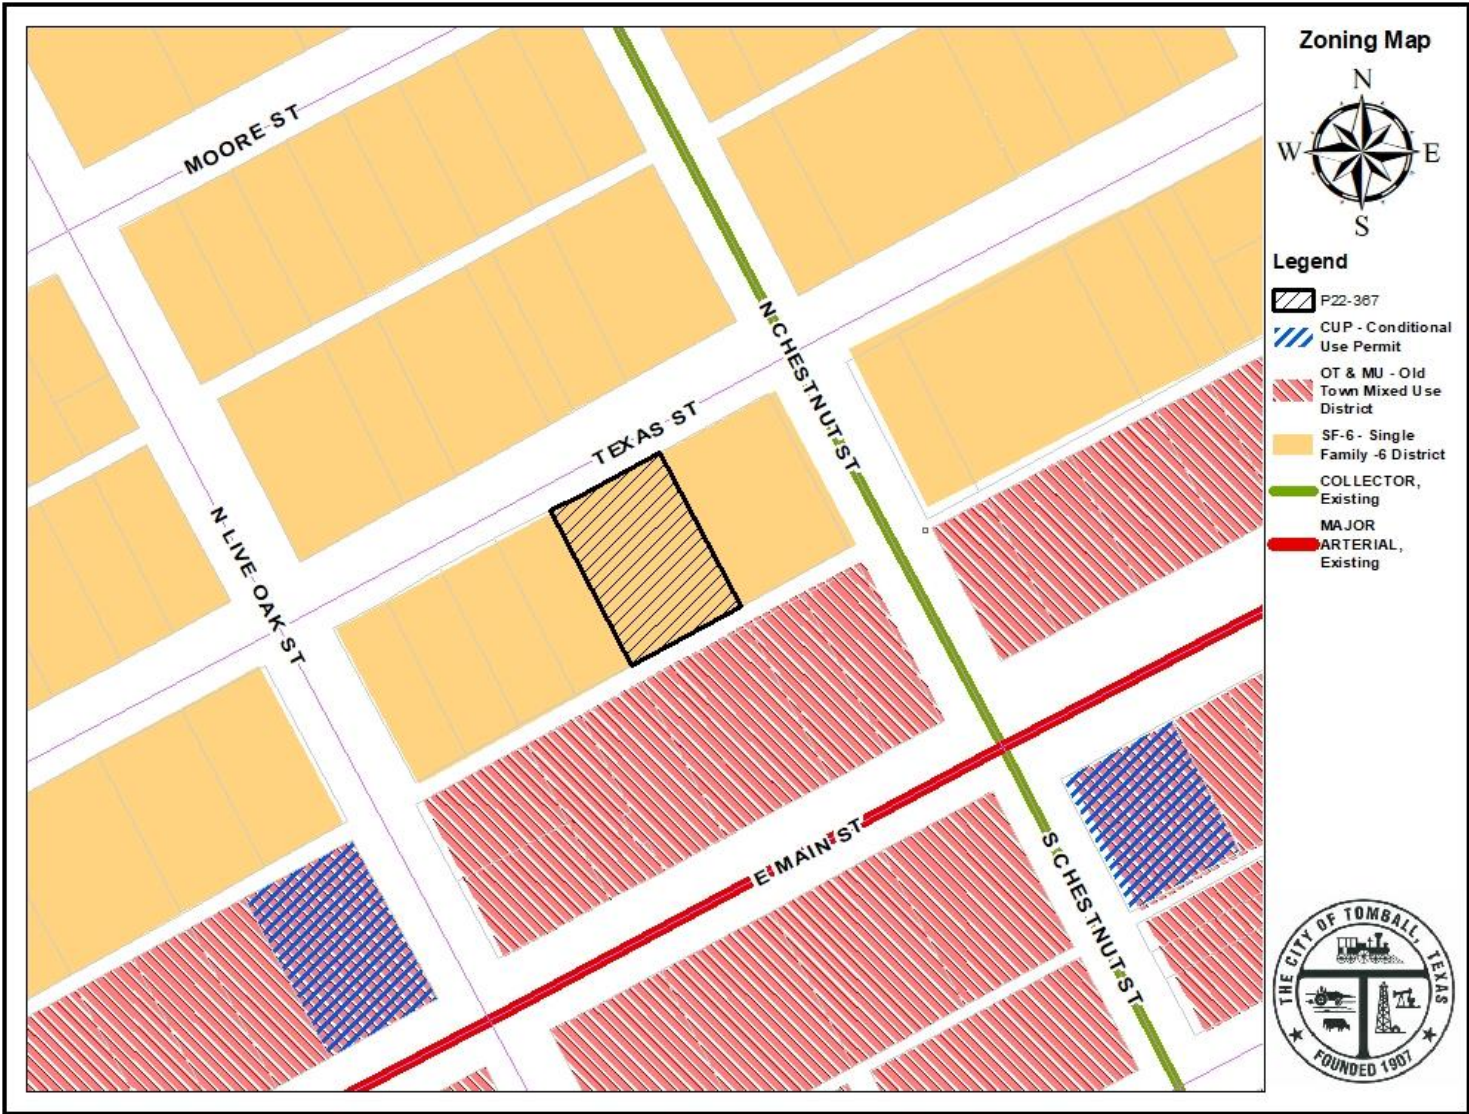 Zoning Map
N
W E
S
Legend
P22-367
CUP - Conditional
Use Permit
OT & MU - Old
Town Mixed Use
District
SF-6 - Single
Family -6 District
COLLECTOR,
Existing
MAJOR
ARTERIAL,
Existing
MOORE ST
N CHESTNUT ST
TEXAS ST
N LIVE OAK ST
E MAIN ST
S CHESTNUT ST
THE CITY OF TOMBALL, TEXAS
FOUNDED 1907